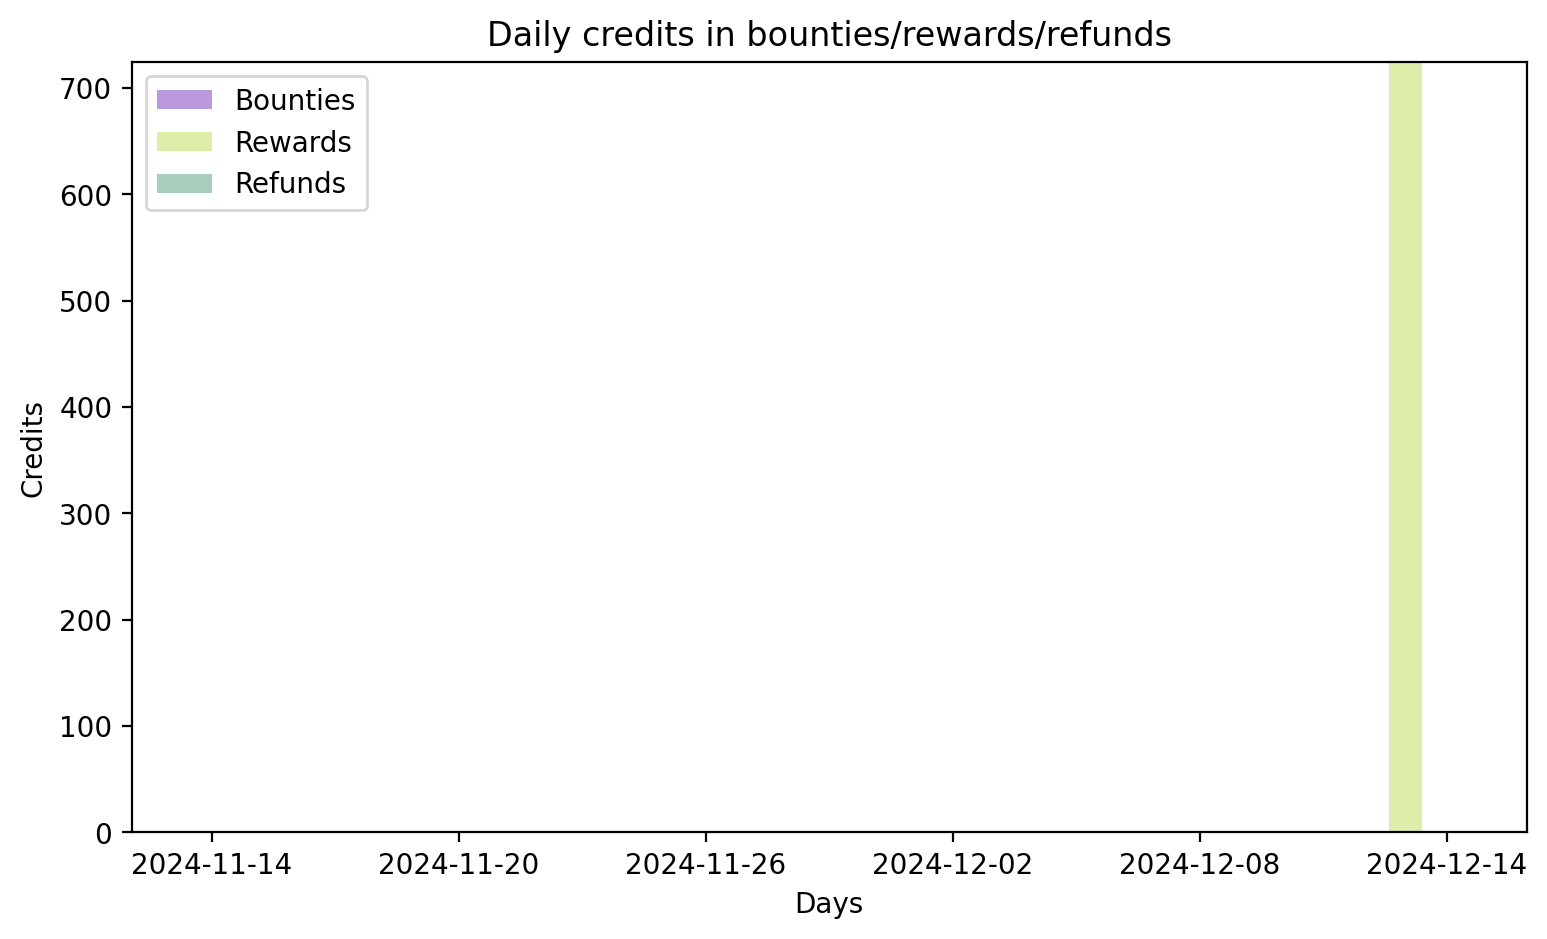 Daily credits in bounties/rewards/refunds
Bounties
Rewards
Refunds
700
600
500
400
300
200
100
0
Credits
2024-11-14 2024-11-20 2024-11-26 2024-12-02 2024-12-08 2024-12-14
Days